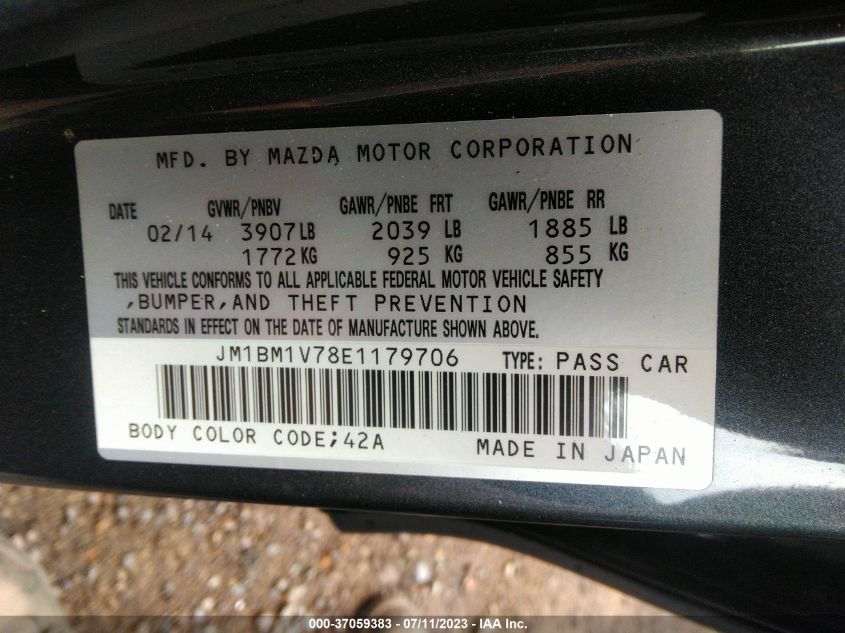 MFD. BY MAZDA MOTOR CORPORATION
DATE GVWR/PNBV GAWR/PNBE FRT GAWR/PNBE RR
02/14 3907LB 2039 LB 1885 LB
1772KG 925 KG 855 KG
THIS VEHICLE CONFORMS TO ALL APPLICABLE FEDERAL MOTOR VEHICLE SAFETY
,BUMPER,AND THEFT PREVENTION
STANDARDS IN EFFECT ON THE DATE OF MANUFACTURE SHOWN ABOVE.
JM1BM1V78E1179706 TYPE: PASS CAR
BODY COLOR CODE;42A MADE IN JAPAN
000-37059383 - 07/11/2023 - IAA Inc.